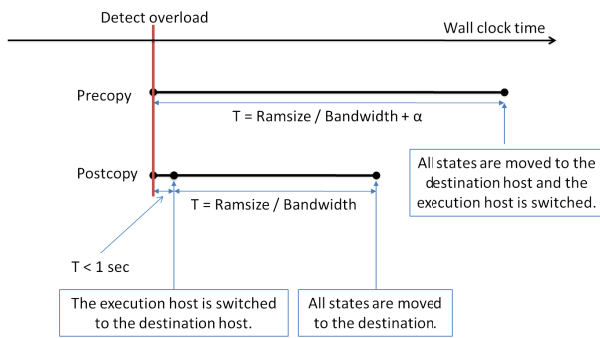 Detect overload
Wall clock time
Precopy
T = Ramsize / Bandwidth + α
All states are moved to the
destination host and the
execution host is switched.
Postcopy
T = Ramsize / Bandwidth
T < 1 sec
The execution host is switched
to the destination host.
All states are moved
to the destination.